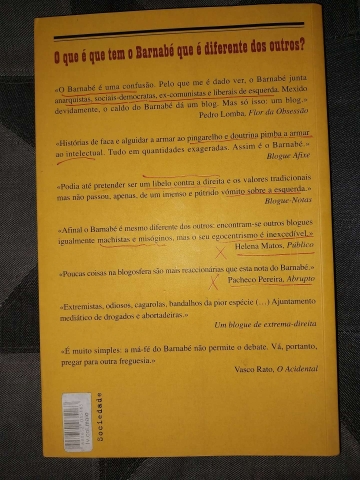 O que é que tem o Barnabé que é diferente dos outros?
«O Barnabé é uma confusão. Pelo que me é dado ver, o Barnabé junta
anarquistas, sociais-democratas, ex-comunistas e liberais de esquerda. Mexido
devidamente, o caldo do Barnabé dá um blog. Mas só isso: um blog.»
Pedro Lomba, Flor da Obsessão
«Histórias de faca e alguidar a armar ao pingarelho e doutrina pimba a armar
ao intelectual. Tudo em quantidades exageradas. Assim é o Barnabé.»
Blogue Afixe
«Podia até pretender ser um libelo contra a direita e os valores tradicionais
mas não passou, apenas, de um imenso e pútrido vómito sobre a esquerda.»
Blogue-Notas
«Afinal o Barnabé é mesmo diferente dos outros: encontram-se outros blogues
igualmente machistas e misóginos, mas o seu egocentrismo é inexcedível.»
Helena Matos, Público
«Poucas coisas na blogosfera são mais reaccionárias que esta nota do Barnabé.»
Pacheco Pereira, Abrupto
«Extremistas, odiosos, cagarolas, bandalhos da pior espécie (…) Ajuntamento
mediático de drogados e abortadeiras.»
Um blogue de extrema-direita
«É muito simples: a má-fé do Barnabé não permite o debate. Vá, portanto,
pregar para outra freguesia.»
Vasco Rato, O Acidental
Sociedade